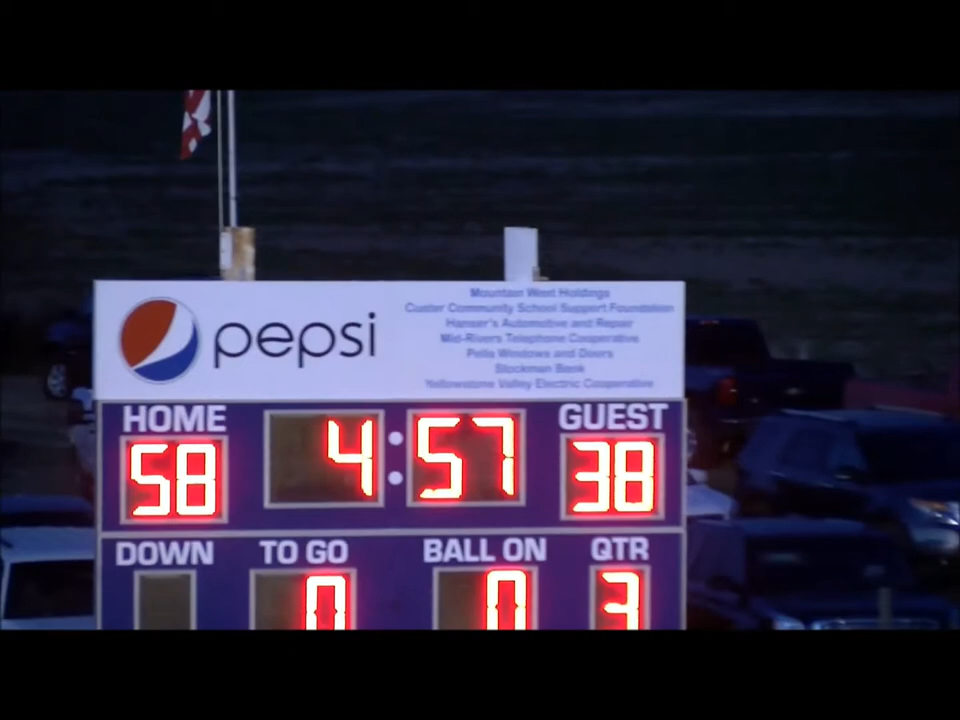 pepsi
Mountain West Holdings
Custer Community School Support Foundation
Hanser's Automotive and Repair
Mid-Rivers Telephone Cooperative
Pella Windows and Doors
Stockman Bank
Yellowstone Valley Electric Cooperative
HOME 4:57 GUEST
58 38
DOWN TO GO BALL ON QTR
0 0 3